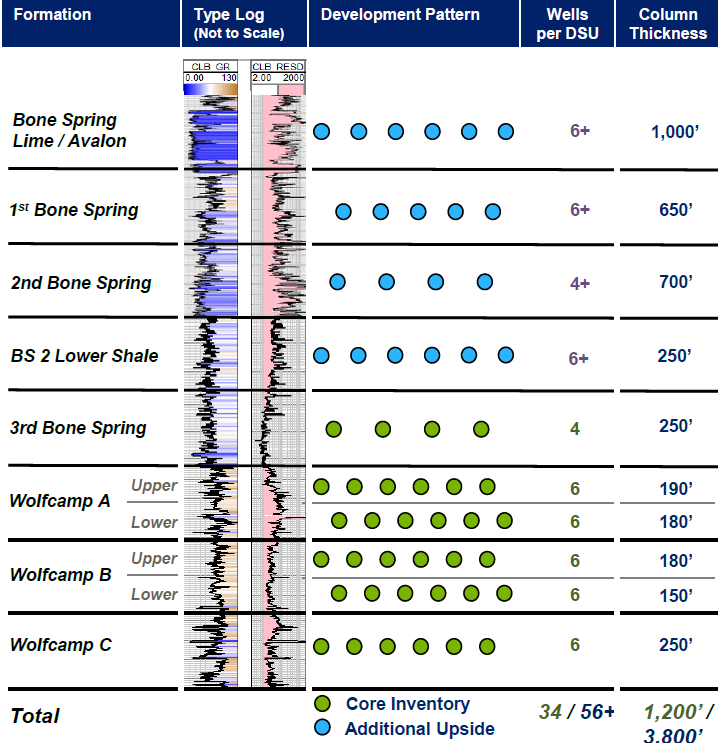 Formation
Type Log
(Not to Scale)
Development Pattern
Wells
per DSU
Column
Thickness
CLB GR
0.00 130
CLB RESD
2.00 2000
Bone Spring
Lime / Avalon
6+
1,000’
1st Bone Spring
6+
650’
2nd Bone Spring
4+
700’
BS 2 Lower Shale
6+
250’
3rd Bone Spring
4
250’
Wolfcamp A
Upper
6
190’
Lower
6
180’
Wolfcamp B
Upper
6
180’
Lower
6
150’
Wolfcamp C
6
250’
Total
Core Inventory
Additional Upside
34 / 56+
1,200’ /
3,800’